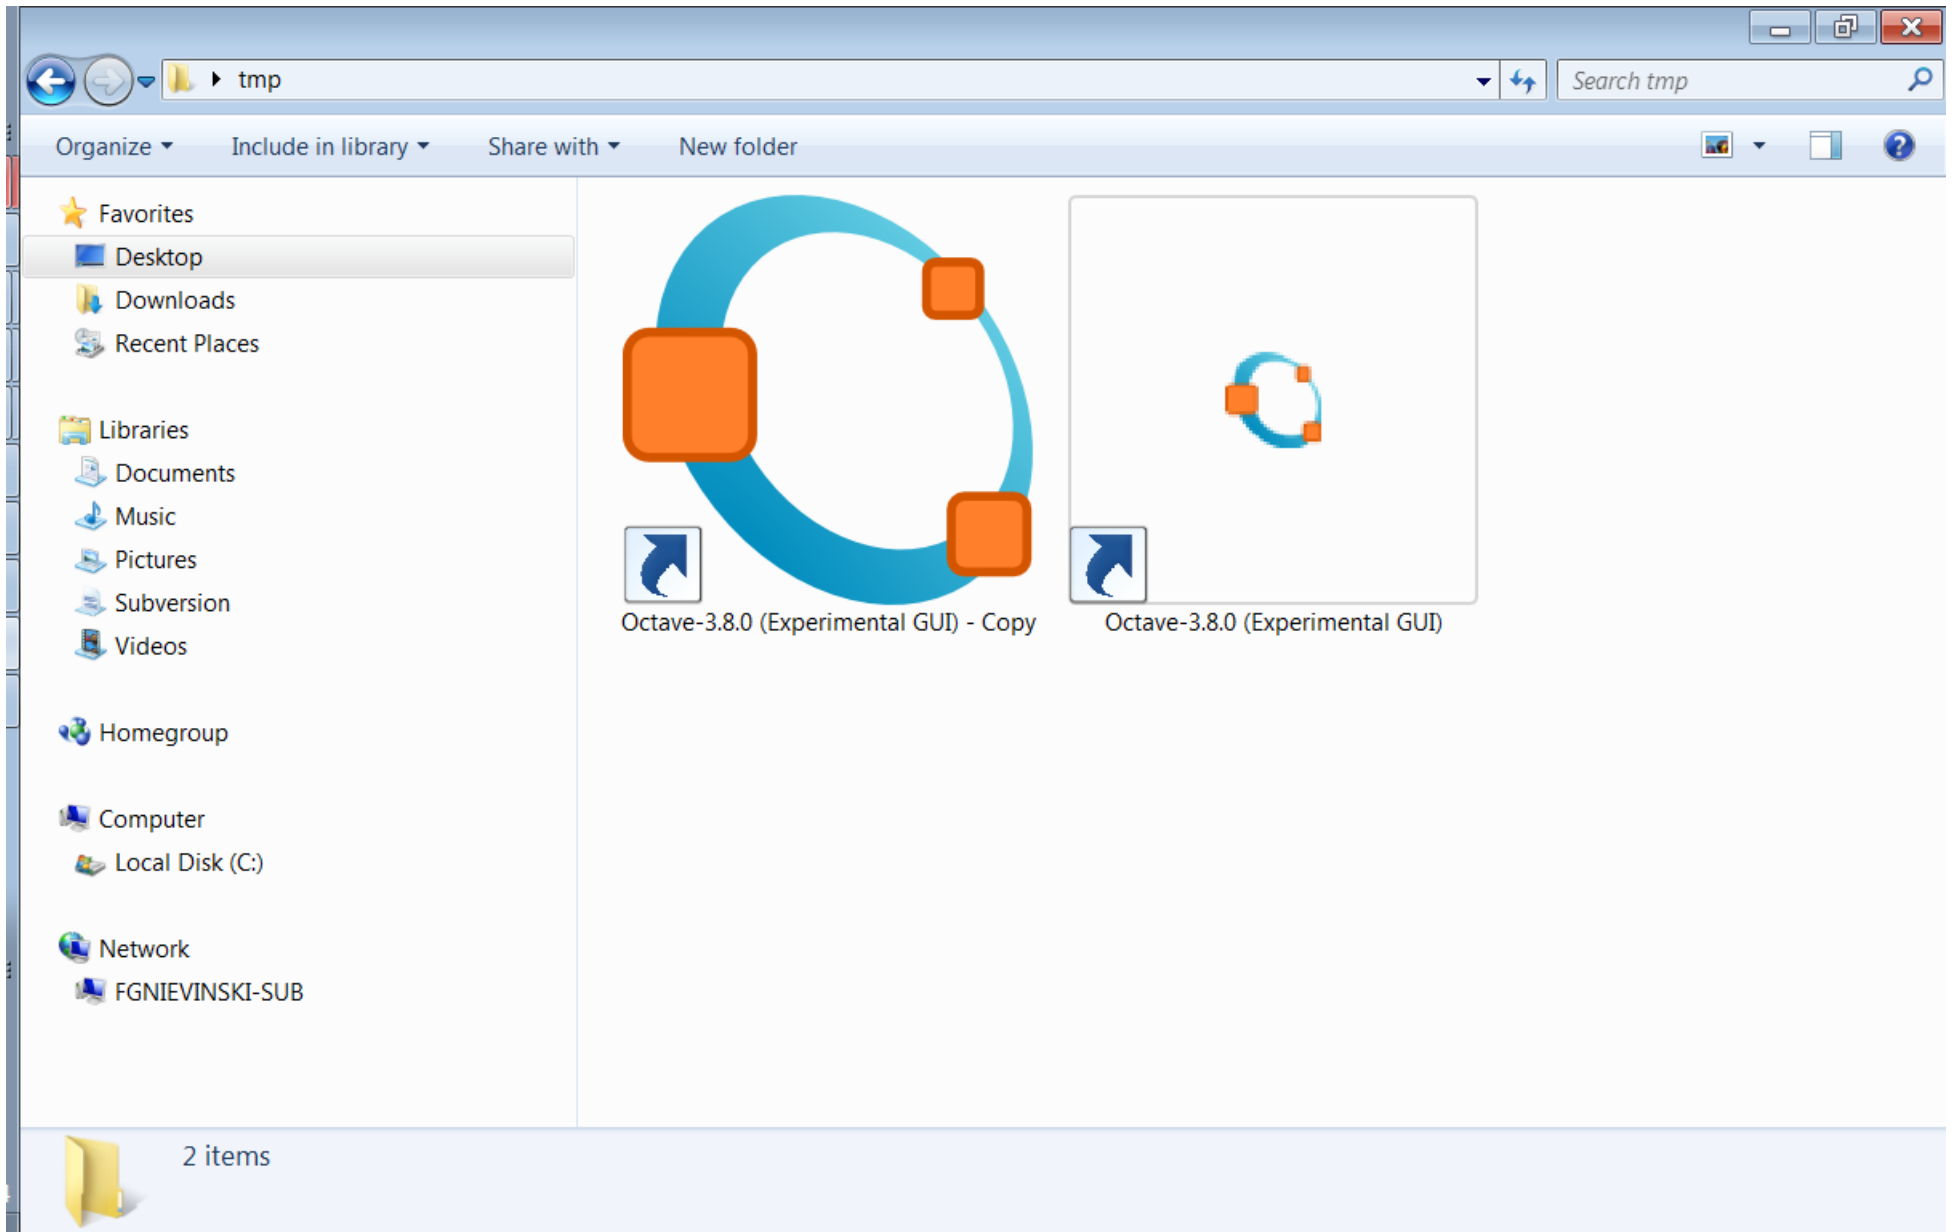 tmp
Search tmp
Organize
Include in library
Share with
New folder
Favorites
Desktop
Downloads
Recent Places
Libraries
Documents
Music
Pictures
Subversion
Videos
Homegroup
Computer
Local Disk (C:)
Network
FGNIEVINSKI-SUB
Octave-3.8.0 (Experimental GUI) - Copy
Octave-3.8.0 (Experimental GUI)
2 items